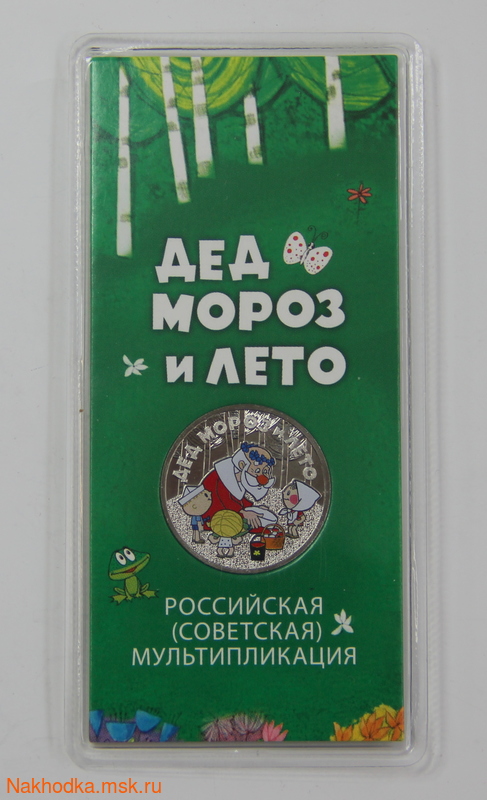 ДЕД
МОРОЗ
И ЛЕТО
ДЕД МОРОЗ И ЛЕТО
РОССИЙСКАЯ
(СОВЕТСКАЯ)
МУЛЬТИПЛИКАЦИЯ
Nakhodka.msk.ru